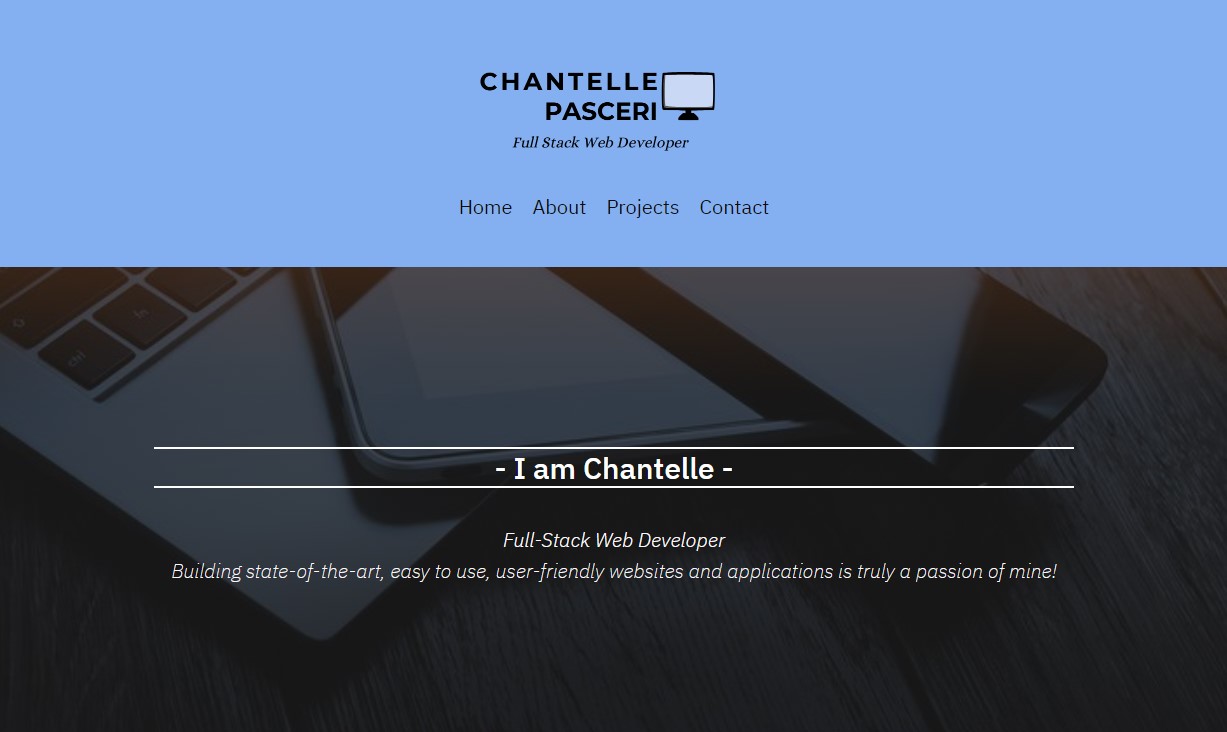 CHANTELLE
PASCERI
Full Stack Web Developer
Home About Projects Contact
- I am Chantelle -
Full-Stack Web Developer
Building state-of-the-art, easy to use, user-friendly websites and applications is truly a passion of mine!